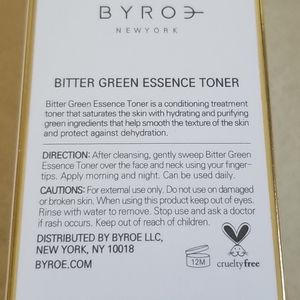 BYROE
NEWYORK
BITTER GREEN ESSENCE TONER
Bitter Green Essence Toner is a conditioning treatment
toner that saturates the skin with hydrating and purifying
green ingredients that help smooth the texture of the skin
and protect against dehydration.
DIRECTION: After cleansing, gently sweep Bitter Green
Essence Toner over the face and neck using your finger-
tips. Apply morning and night. Can be used daily.
CAUTIONS: For external use only. Do not use on damaged
or broken skin. When using this product keep out of eyes.
Rinse with water to remove. Stop use and ask a doctor
if rash occurs. Keep out of reach of children.
DISTRIBUTED BY BYROE LLC,
NEW YORK, NY 10018
BYROE.COM
12M
crueltyfree